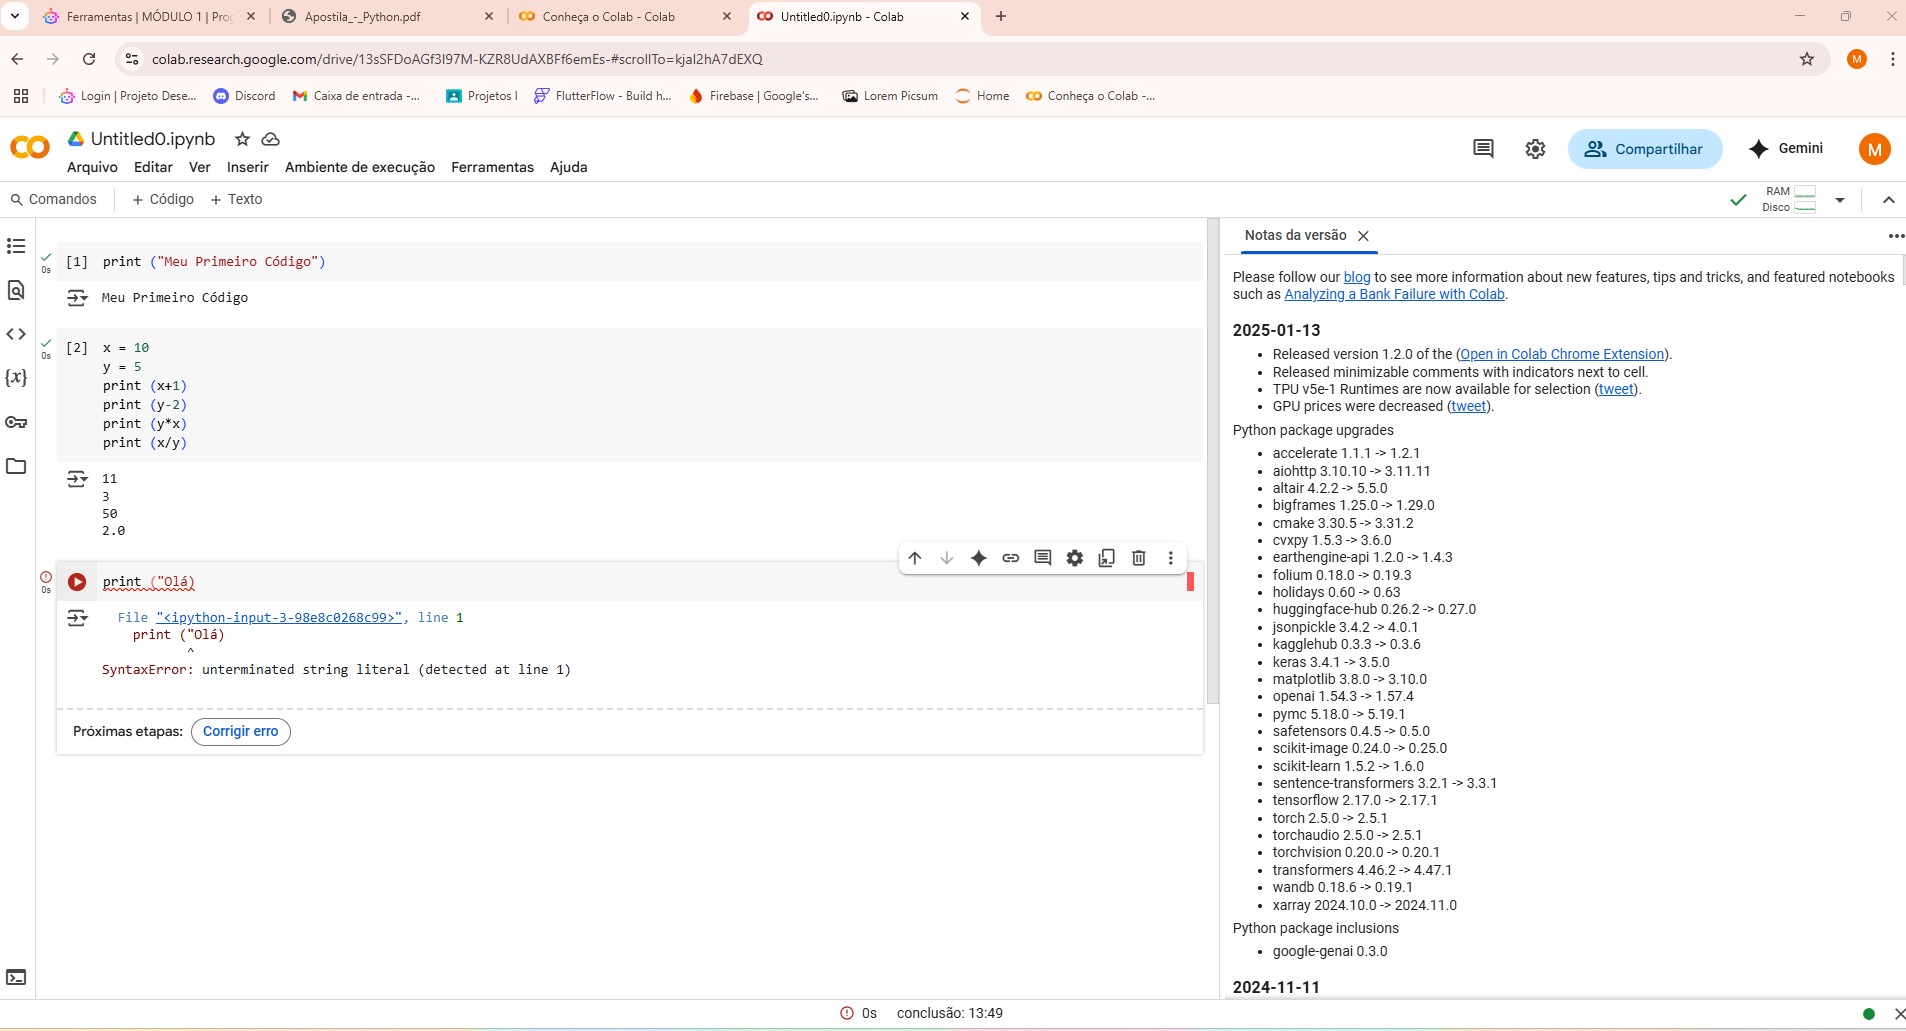 Ferramentas | MÓDULO 1 | Proc
Apostila_-_Python.pdf
Conheça o Colab - Colab
Untitled0.ipynb - Colab
colab.research.google.com/drive/13sSFDoAGf3I97M-KZR8UdAXBFf6emEs-#scrollTo=kjaI2hA7dEXQ
M
Login | Projeto Dese...
Discord
Caixa de entrada -...
Projetos I
FlutterFlow - Build h...
Firebase | Google's...
Lorem Picsum
Home
Conheça o Colab -...
Untitled0.ipynb
Arquivo Editar Ver Inserir Ambiente de execução Ferramentas Ajuda
Compartilhar
Gemini
M
Comandos
+ Código + Texto
RAM
Disco
[1] print ("Meu Primeiro Código")
0s
Meu Primeiro Código
[2] x = 10
0s
y = 5
print (x+1)
print (y-2)
print (y*x)
print (x/y)
11
3
50
2.0
print ("Olá)
0s
File "<ipython-input-3-98e8c0268c99>", line 1
print ("Olá)
^
SyntaxError: unterminated string literal (detected at line 1)
Próximas etapas: Corrigir erro
Notas da versão
Please follow our blog to see more information about new features, tips and tricks, and featured notebooks
such as Analyzing a Bank Failure with Colab.
2025-01-13
• Released version 1.2.0 of the (Open in Colab Chrome Extension).
• Released minimizable comments with indicators next to cell.
• TPU v5e-1 Runtimes are now available for selection (tweet).
• GPU prices were decreased (tweet).
Python package upgrades
• accelerate 1.1.1 -> 1.2.1
• aiohttp 3.10.10 -> 3.11.11
• altair 4.2.2 -> 5.5.0
• bigframes 1.25.0 -> 1.29.0
• cmake 3.30.5 -> 3.31.2
• cvxpy 1.5.3 -> 3.6.0
• earthengine-api 1.2.0 -> 1.4.3
• folium 0.18.0 -> 0.19.3
• holidays 0.60 -> 0.63
• huggingface-hub 0.26.2 -> 0.27.0
• jsonpickle 3.4.2 -> 4.0.1
• kagglehub 0.3.3 -> 0.3.6
• keras 3.4.1 -> 3.5.0
• matplotlib 3.8.0 -> 3.10.0
• openai 1.54.3 -> 1.57.4
• pymc 5.18.0 -> 5.19.1
• safetensors 0.4.5 -> 0.5.0
• scikit-image 0.24.0 -> 0.25.0
• scikit-learn 1.5.2 -> 1.6.0
• sentence-transformers 3.2.1 -> 3.3.1
• tensorflow 2.17.0 -> 2.17.1
• torch 2.5.0 -> 2.5.1
• torchaudio 2.5.0 -> 2.5.1
• torchvision 0.20.0 -> 0.20.1
• transformers 4.46.2 -> 4.47.1
• wandb 0.18.6 -> 0.19.1
• xarray 2024.10.0 -> 2024.11.0
Python package inclusions
• google-genai 0.3.0
2024-11-11
0s conclusão: 13:49